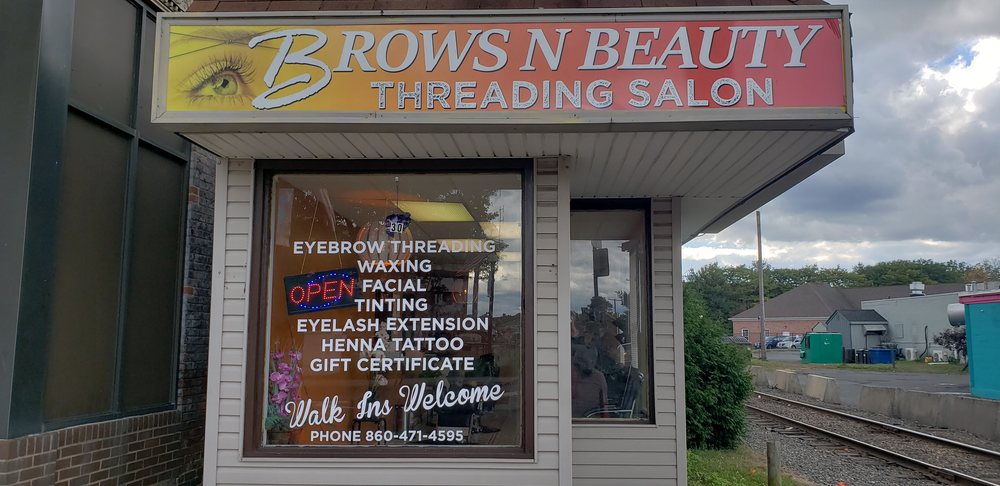 BROWS N BEAUTY
THREADING SALON
30
EYEBROW THREADING
WAXING
OPEN
FACIAL
TINTING
EYELASH EXTENSION
HENNA TATTOO
GIFT CERTIFICATE
Walk Ins Welcome
PHONE 860-471-4595